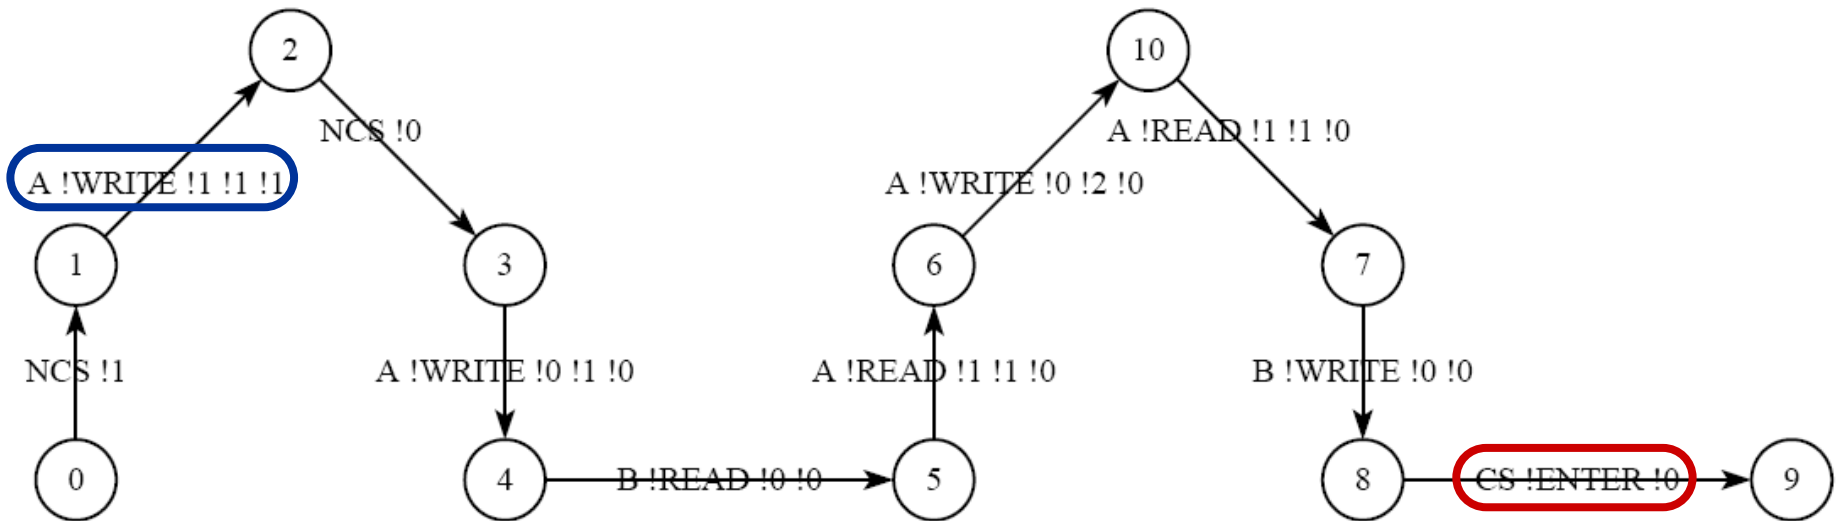 2
10
NCS !0
A !READ !1 !1 !0
A !WRITE !1 !1 !1
A !WRITE !0 !2 !0
1
3
6
7
NCS !1
A !WRITE !0 !1 !0
A !READ !1 !1 !0
B !WRITE !0 !0
0
4
B !READ !0 !0
5
8
CS !ENTER !0
9